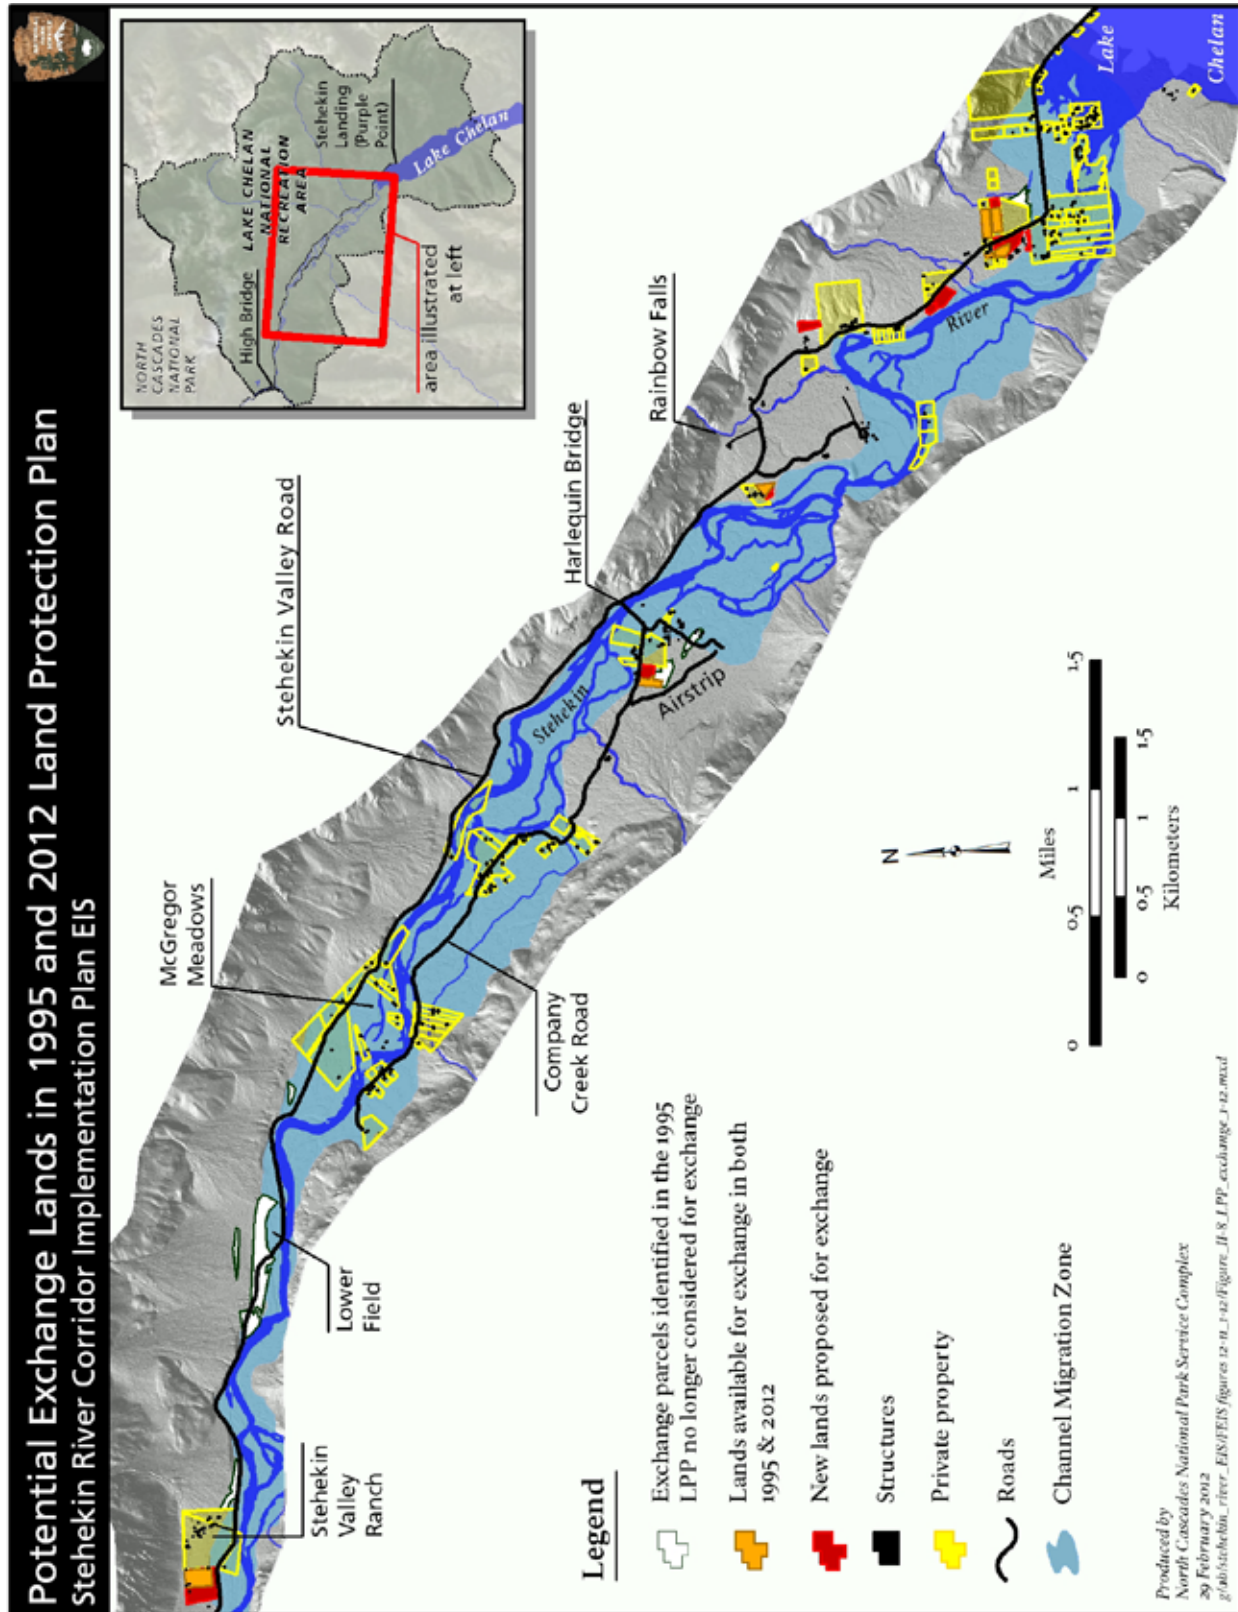 Potential Exchange Lands in 1995 and 2012 Land Protection Plan
Stehekin River Corridor Implementation Plan EIS
NORTH
CASCADES
NATIONAL
PARK
High Bridge
LAKE CHELAN
NATIONAL
RECREATION
AREA
Stehekin
Landing
(Purple
Point)
Lake Chelan
area illustrated
at left
Stehekin
Valley
Ranch
Lower
Field
McGregor
Meadows
Company
Creek Road
Stehekin Valley Road
Harlequin Bridge
Rainbow Falls
Stehekin
River
Airstrip
Lake
Chelan
N
Miles
0 0.5 1 1.5
0 0.5 1 1.5
Kilometers
Legend
Exchange parcels identified in the 1995
LPP no longer considered for exchange
Lands available for exchange in both
1995 & 2012
New lands proposed for exchange
Structures
Private property
Roads
Channel Migration Zone
Produced by
North Cascades National Park Service Complex
29 February 2012